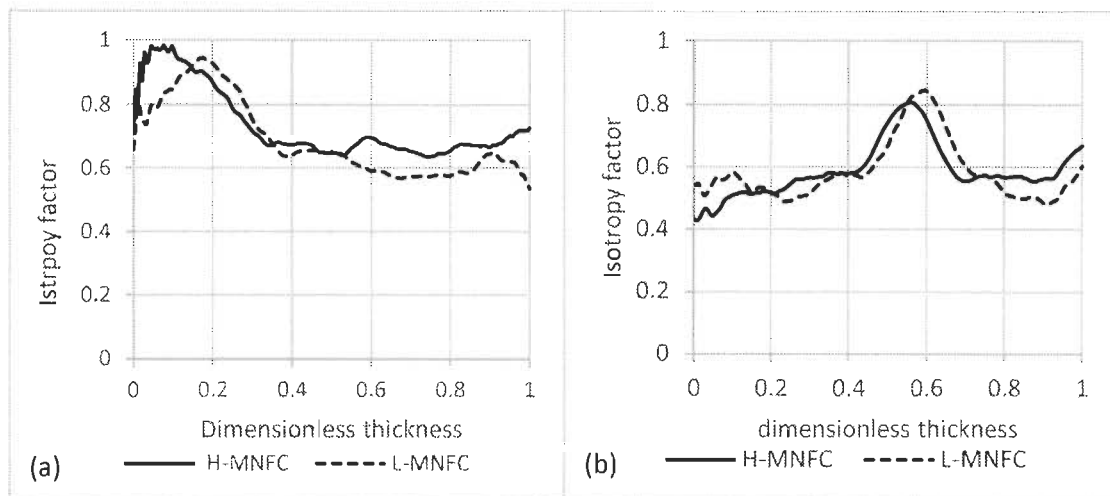 1
0.8
0.6
0.4
0.2
0
Istrpoy factor
0 0.2 0.4 0.6 0.8 1
Dimensionless thickness
(a) H-MNFC L-MNFC
1
0.8
0.6
0.4
0.2
0
Isotropy factor
0 0.2 0.4 0.6 0.8 1
dimensionless thickness
(b) H-MNFC L-MNFC